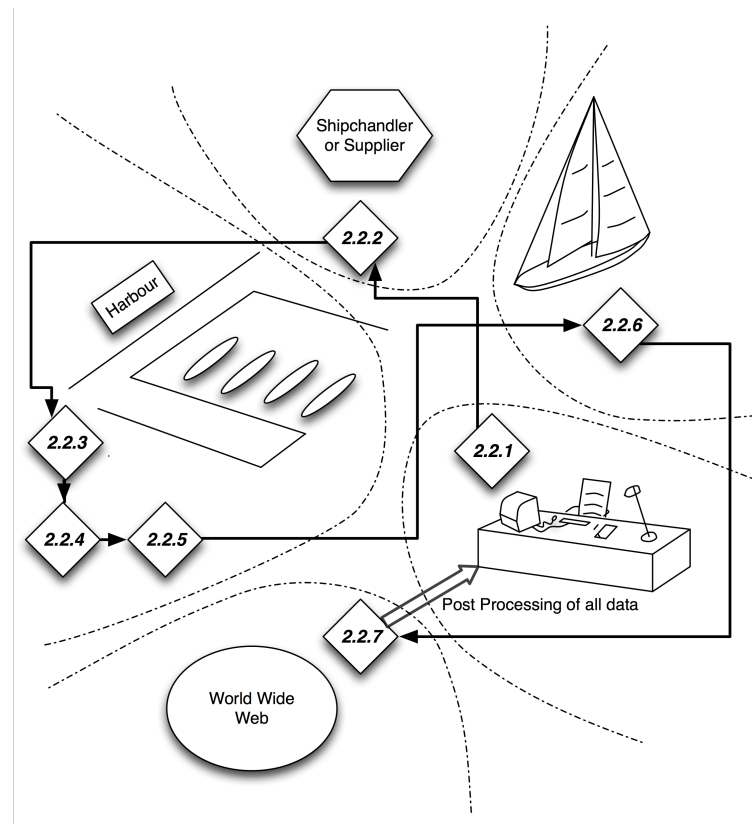 Shipchandler
or Supplier
2.2.2
Harbour
2.2.6
2.2.3
2.2.1
2.2.4
2.2.5
Post Processing of all data
2.2.7
World Wide
Web